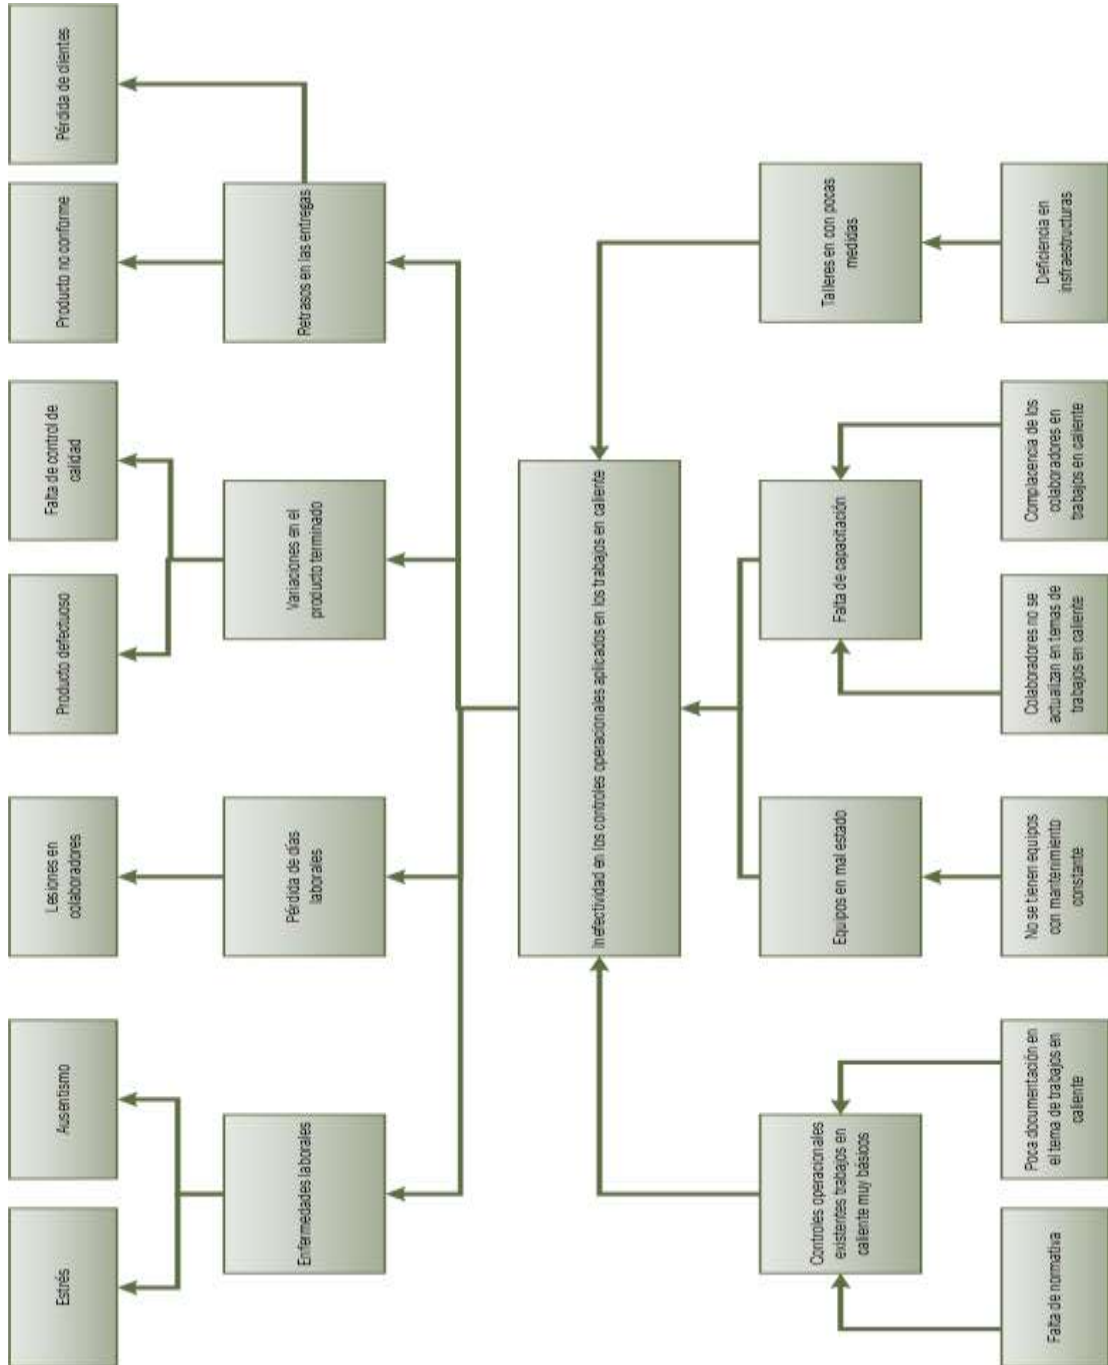 Estrés
Ausentismo
Lesiones en
colaboradores
Producto defectuoso
Falta de control de
calidad
Producto no conforme
Pérdida de clientes
Enfermedades laborales
Pérdida de días
laborales
Variaciones en el
producto terminado
Retrasos en las entregas
Inefectividad en los controles operacionales aplicados en los trabajos en caliente
Controles operacionales
existentes trabajos en
caliente muy básicos
Equipos en mal estado
Falta de capacitación
Talleres en con pocas
medidas
Falta de normativa
Poca documentación en
el tema de trabajos en
caliente
No se tienen equipos
con mantenimiento
constante
Colaboradores no se
actualizan en temas de
trabajos en caliente
Complacencia de los
colaboradores en
trabajos en caliente
Deficiencia en
insfraestructuras